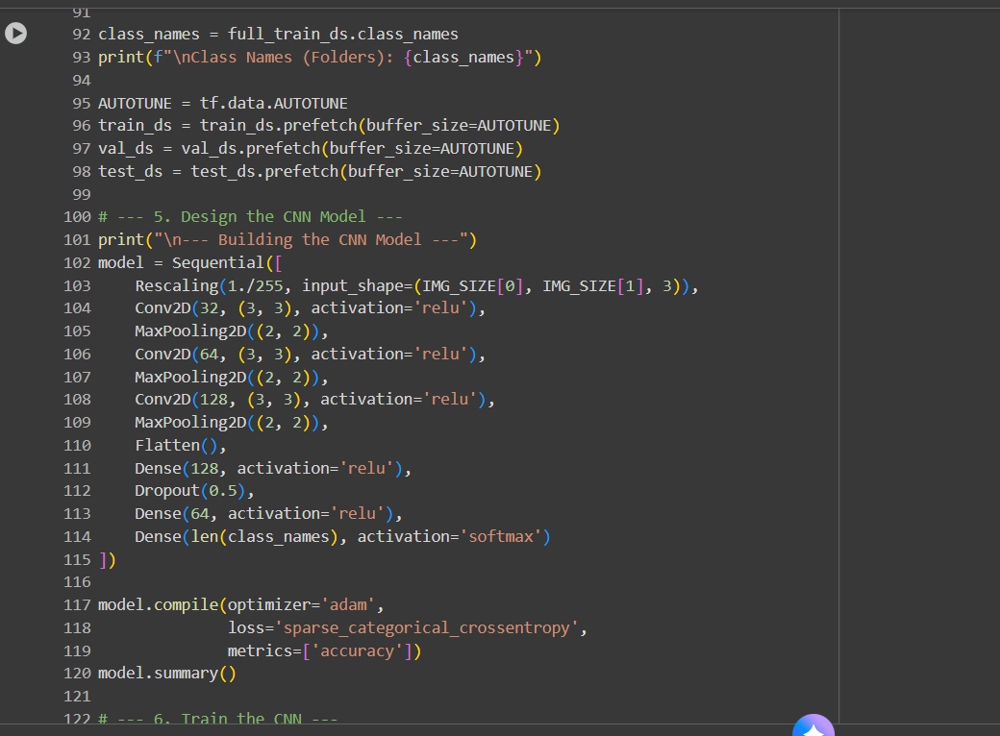 91
92 class_names = full_train_ds.class_names
93 print(f"\nClass Names (Folders): {class_names}")
94
95 AUTOTUNE = tf.data.AUTOTUNE
96 train_ds = train_ds.prefetch(buffer_size=AUTOTUNE)
97 val_ds = val_ds.prefetch(buffer_size=AUTOTUNE)
98 test_ds = test_ds.prefetch(buffer_size=AUTOTUNE)
99
100 # --- 5. Design the CNN Model ---
101 print("\n--- Building the CNN Model ---")
102 model = Sequential([
103     Rescaling(1./255, input_shape=(IMG_SIZE[0], IMG_SIZE[1], 3)),
104     Conv2D(32, (3, 3), activation='relu'),
105     MaxPooling2D((2, 2)),
106     Conv2D(64, (3, 3), activation='relu'),
107     MaxPooling2D((2, 2)),
108     Conv2D(128, (3, 3), activation='relu'),
109     MaxPooling2D((2, 2)),
110     Flatten(),
111     Dense(128, activation='relu'),
112     Dropout(0.5),
113     Dense(64, activation='relu'),
114     Dense(len(class_names), activation='softmax')
115 ])
116
117 model.compile(optimizer='adam',
118               loss='sparse_categorical_crossentropy',
119               metrics=['accuracy'])
120 model.summary()
121
122 # --- 6. Train the CNN ---